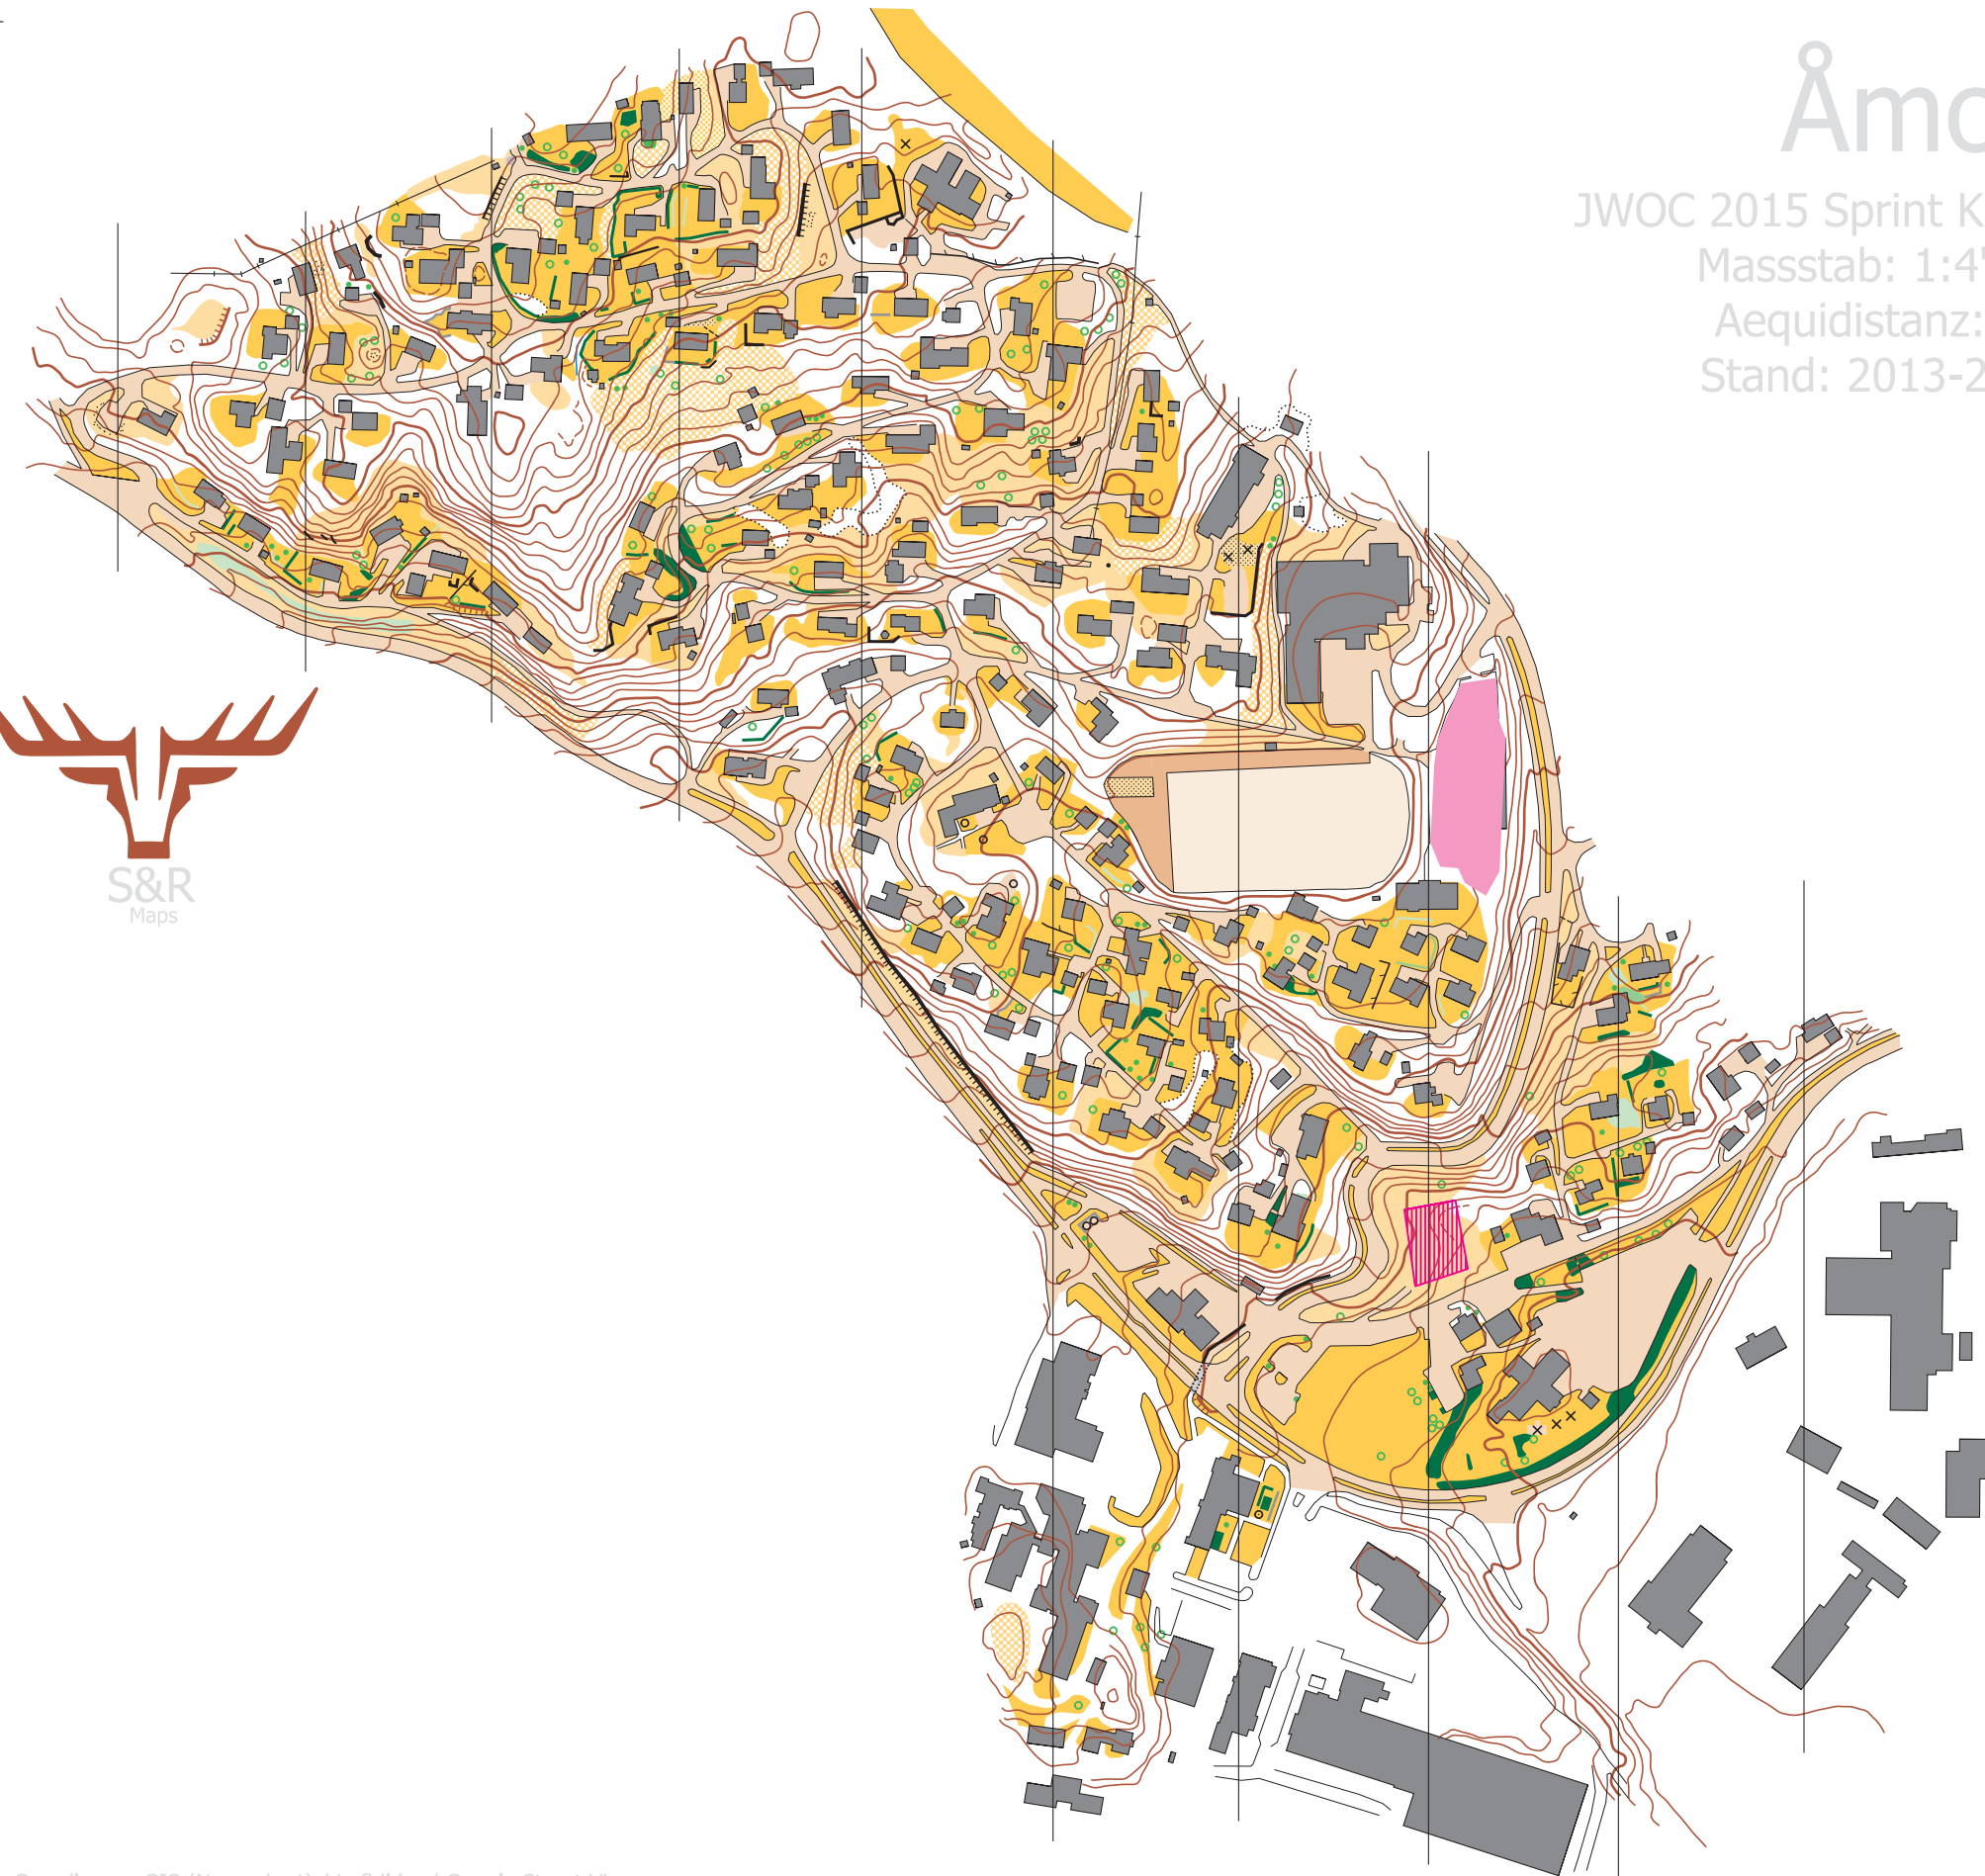 Åmo
JWOC 2015 Sprint K
Massstab: 1:4'
Aequidistanz:
Stand: 2013-2
S&R
Maps